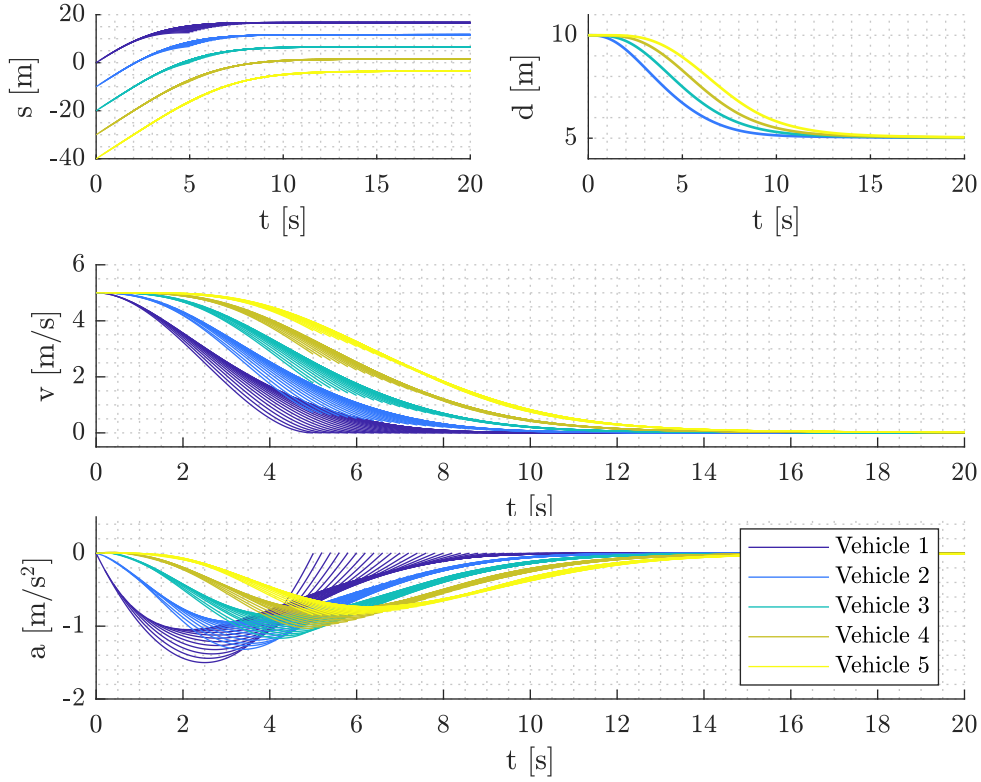 20
0
-20
-40
s [m]
0 5 10 15 20
t [s]
10
5
d [m]
0 5 10 15 20
t [s]
6
4
2
0
v [m/s]
0 2 4 6 8 10 12 14 16 18 20
t [s]
0
-1
-2
a [m/s²]
Vehicle 1
Vehicle 2
Vehicle 3
Vehicle 4
Vehicle 5
0 2 4 6 8 10 12 14 16 18 20
t [s]